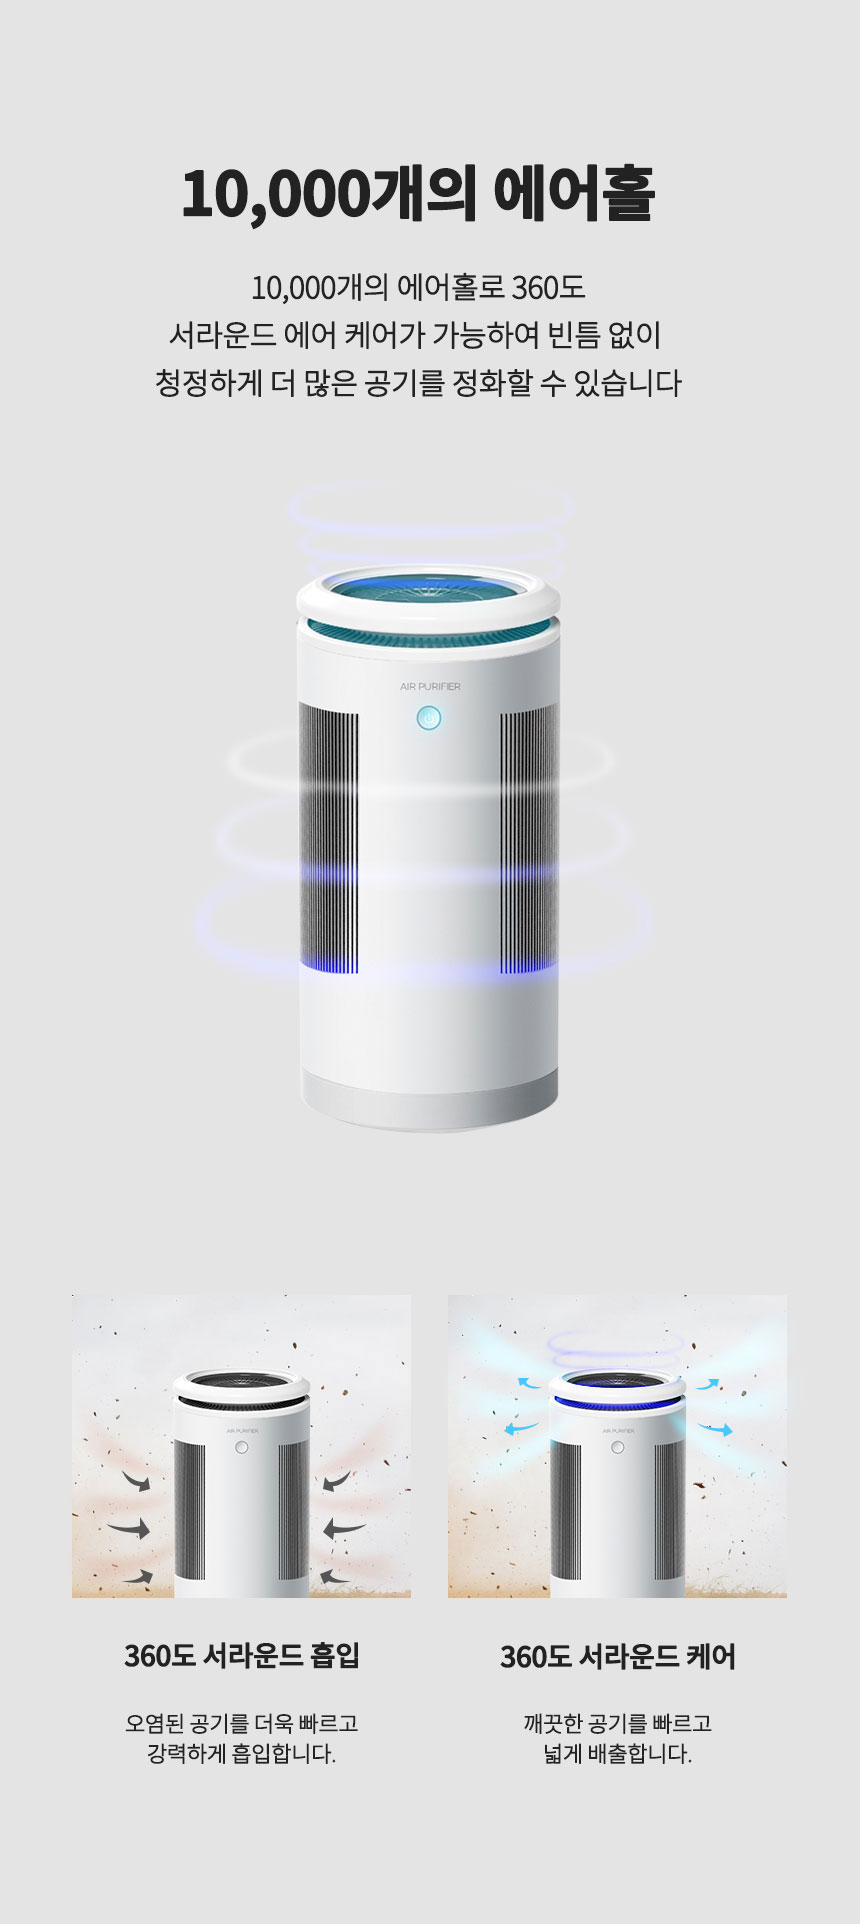 10,000개의 에어홀
10,000개의 에어홀로 360도
서라운드 에어 케어가 가능하여 빈틈 없이
청정하게 더 많은 공기를 정화할 수 있습니다
AIR PURIFIER
AIR PURIFIER
AIR PURIFIER
360도 서라운드 흡입
360도 서라운드 케어
오염된 공기를 더욱 빠르고
강력하게 흡입합니다.
깨끗한 공기를 빠르고
넓게 배출합니다.